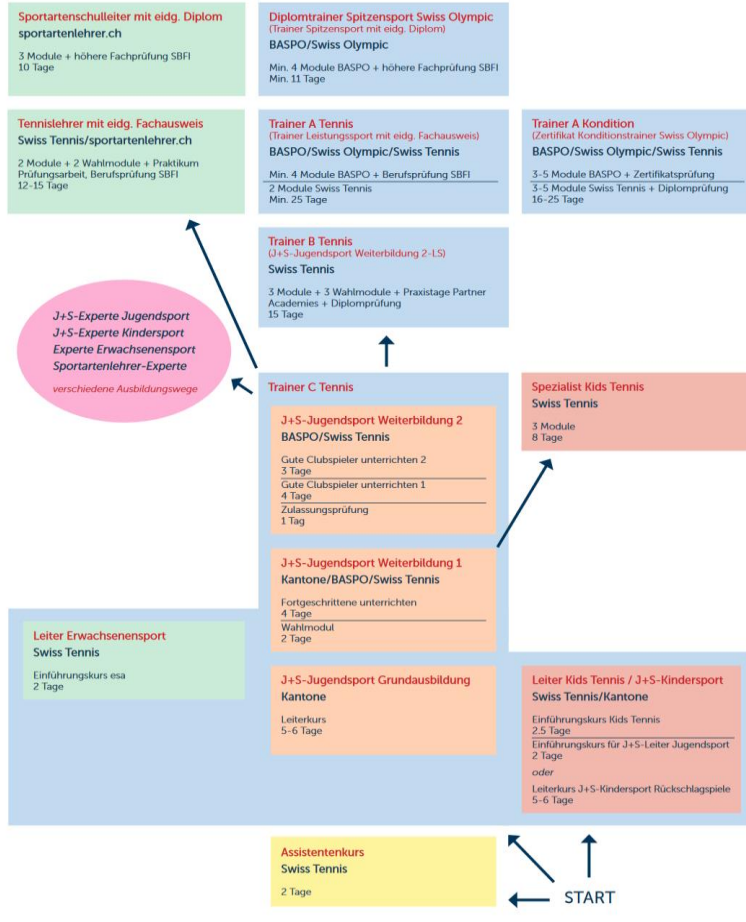 Sportartenschulleiter mit eidg. Diplom
sportartenlehrer.ch
3 Module + höhere Fachprüfung SBFI
10 Tage
Diplomtrainer Spitzensport Swiss Olympic
(Trainer Spitzensport mit eidg. Diplom)
BASPO/Swiss Olympic
Min. 4 Module BASPO + höhere Fachprüfung SBFI
Min. 11 Tage
Tennislehrer mit eidg. Fachausweis
Swiss Tennis/sportartenlehrer.ch
2 Module + 2 Wahlmodule + Praktikum
Prüfungsarbeit, Berufsprüfung SBFI
12-15 Tage
Trainer A Tennis
(Trainer Leistungssport mit eidg. Fachausweis)
BASPO/Swiss Olympic/Swiss Tennis
Min. 4 Module BASPO + Berufsprüfung SBFI
2 Module Swiss Tennis
Min. 25 Tage
Trainer A Kondition
(Zertifikat Konditionstrainer Swiss Olympic)
BASPO/Swiss Olympic/Swiss Tennis
3-5 Module BASPO + Zertifikatsprüfung
3-5 Module Swiss Tennis + Diplomprüfung
16-25 Tage
Trainer B Tennis
(J+S-Jugendsport Weiterbildung 2-LS)
Swiss Tennis
3 Module + 3 Wahlmodule + Praxistage Partner
Academies + Diplomprüfung
15 Tage
J+S-Experte Jugendsport
J+S-Experte Kindersport
Experte Erwachsenensport
Sportartenlehrer-Experte
verschiedene Ausbildungswege
Trainer C Tennis
J+S-Jugendsport Weiterbildung 2
BASPO/Swiss Tennis
Gute Clubspieler unterrichten 2
3 Tage
Gute Clubspieler unterrichten 1
4 Tage
Zulassungsprüfung
1 Tag
Spezialist Kids Tennis
Swiss Tennis
3 Module
8 Tage
J+S-Jugendsport Weiterbildung 1
Kantone/BASPO/Swiss Tennis
Fortgeschrittene unterrichten
4 Tage
Wahlmodul
2 Tage
Leiter Erwachsenensport
Swiss Tennis
Einführungskurs esa
2 Tage
J+S-Jugendsport Grundausbildung
Kantone
Leiterkurs
5-6 Tage
Leiter Kids Tennis / J+S-Kindersport
Swiss Tennis/Kantone
Einführungskurs Kids Tennis
2.5 Tage
Einführungskurs für J+S-Leiter Jugendsport
2 Tage
oder
Leiterkurs J+S-Kindersport Rückschlagspiele
5-6 Tage
Assistentenkurs
Swiss Tennis
2 Tage
START